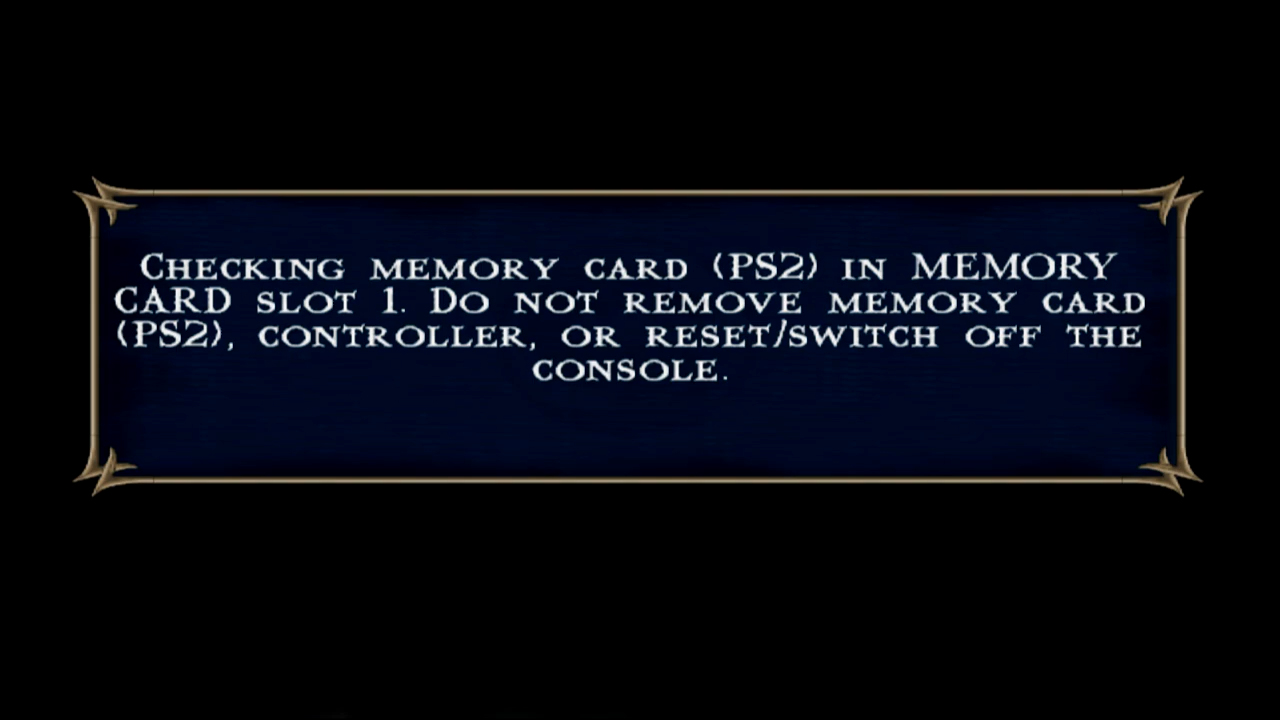 Checking memory card (PS2) in MEMORY
CARD slot 1. Do not remove memory card
(PS2), controller, or reset/switch off the
console.